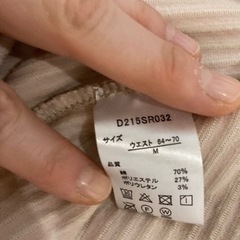 D215SR032
サイズ ウエスト 64～70
M
品質
綿 70%
ポリエステル 27%
ポリウレタン 3%